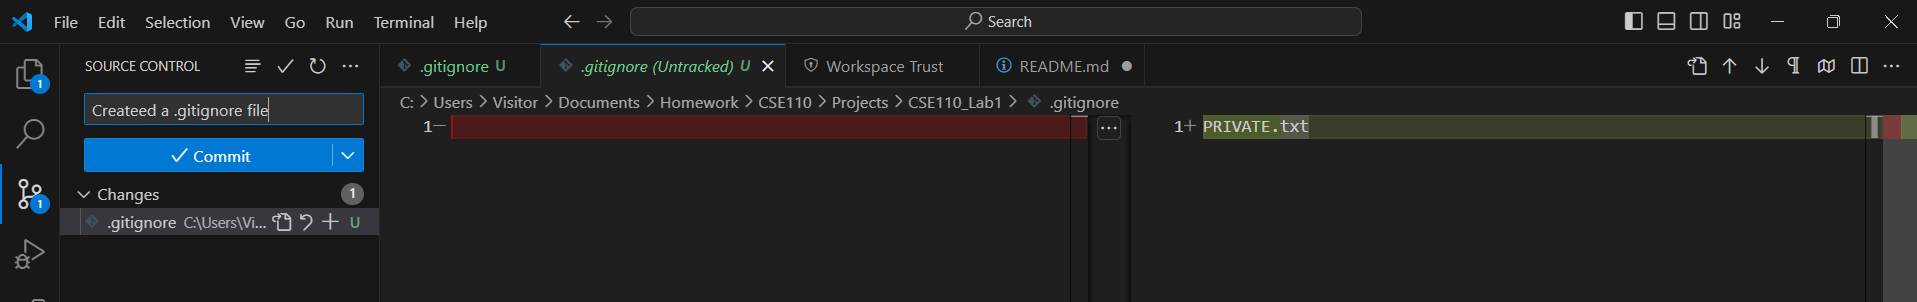 File Edit Selection View Go Run Terminal Help
Search
SOURCE CONTROL
.gitignore U
.gitignore (Untracked) U
Workspace Trust
README.md
1
Createed a .gitignore file
C: > Users > Visitor > Documents > Homework > CSE110 > Projects > CSE110_Lab1 > .gitignore
1−
1+ PRIVATE.txt
Commit
Changes 1
1
.gitignore C:\Users\Vi... U